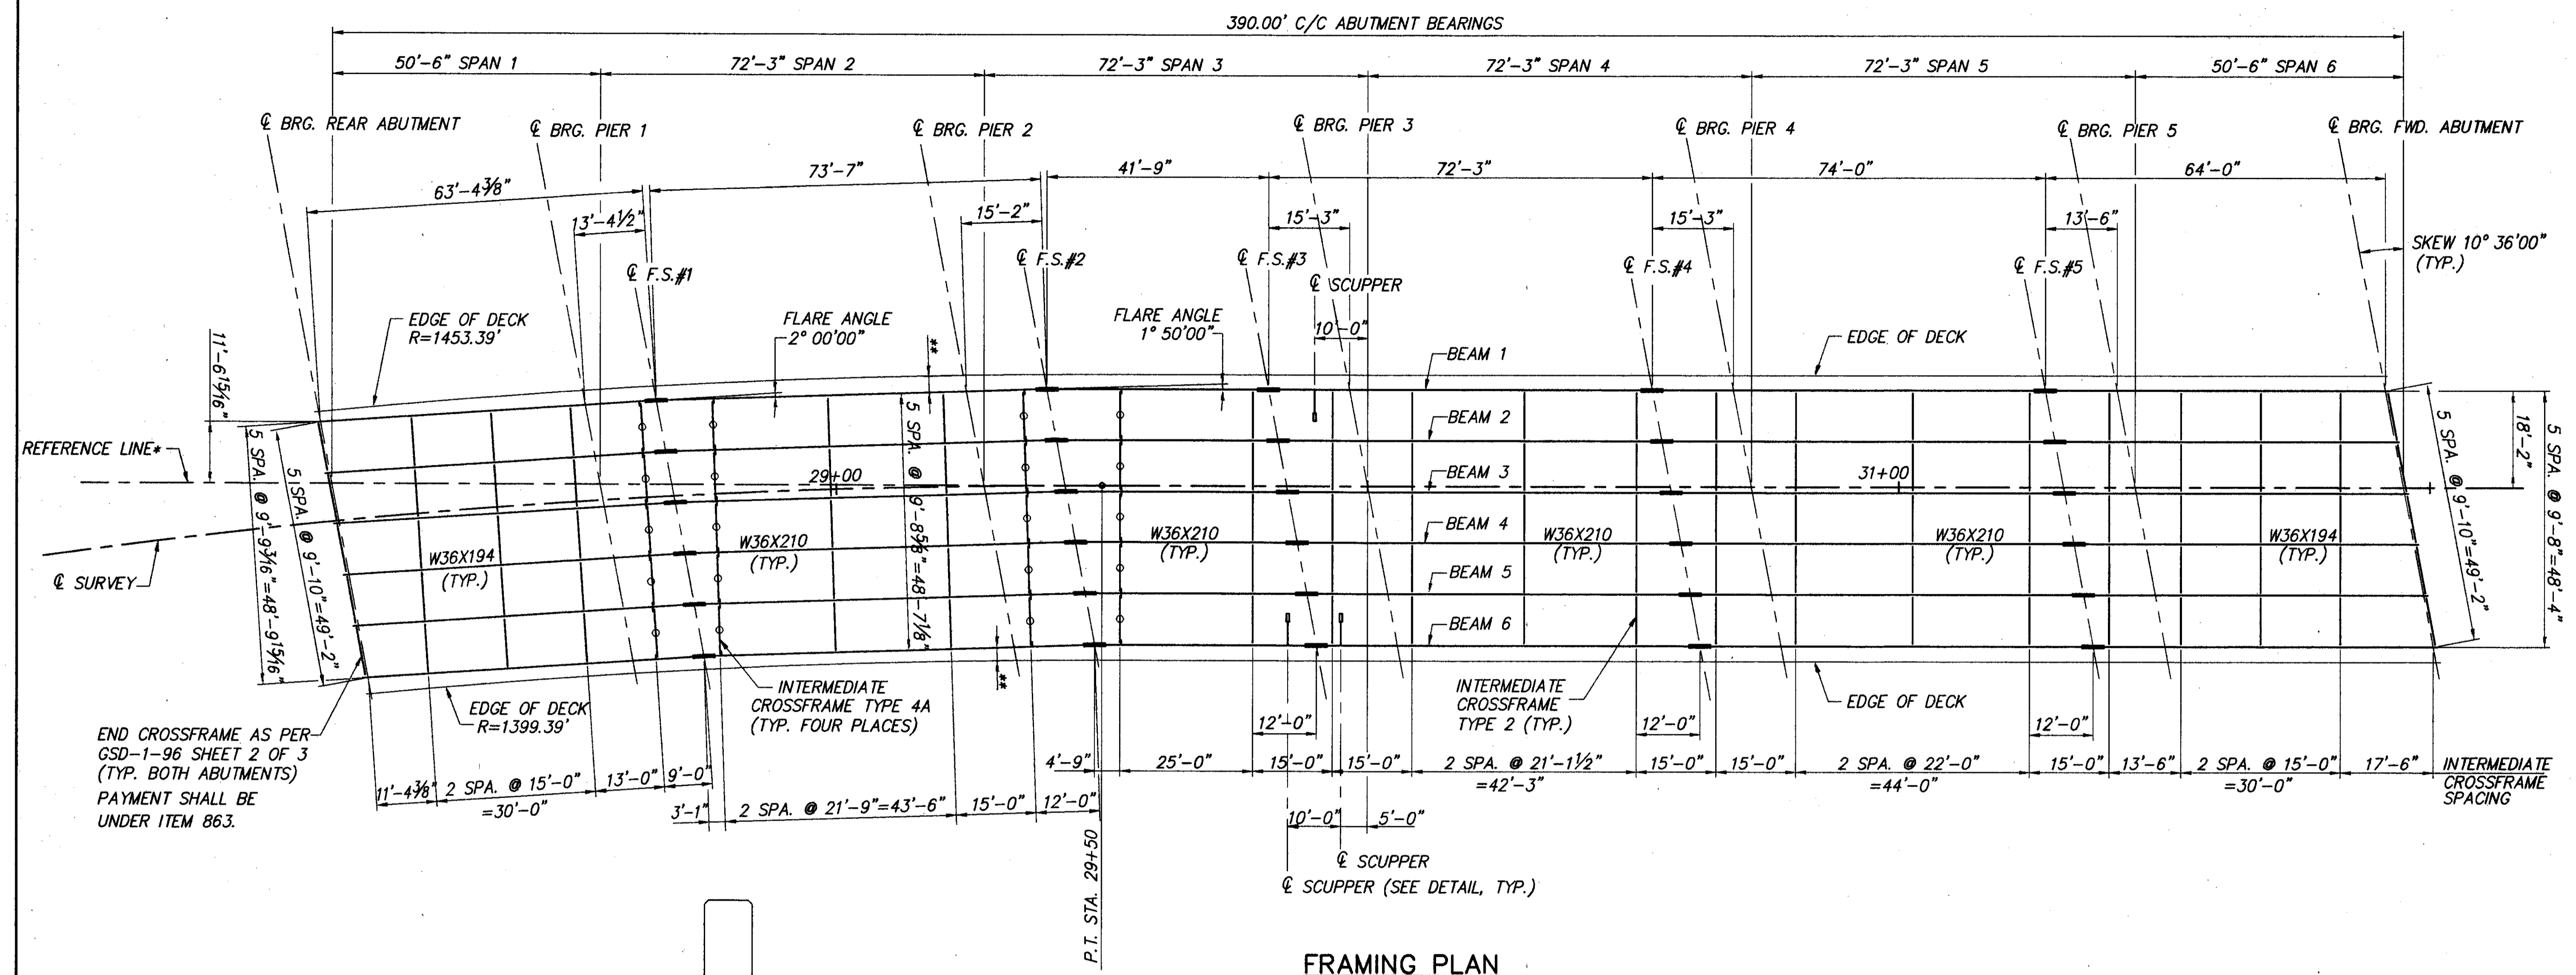 390.00' C/C ABUTMENT BEARINGS
50'-6" SPAN 1
72'-3" SPAN 2
72'-3" SPAN 3
72'-3" SPAN 4
72'-3" SPAN 5
50'-6" SPAN 6
℄ BRG. REAR ABUTMENT
℄ BRG. PIER 1
℄ BRG. PIER 2
℄ BRG. PIER 3
℄ BRG. PIER 4
℄ BRG. PIER 5
℄ BRG. FWD. ABUTMENT
63'-4⅜"
73'-7"
41'-9"
72'-3"
74'-0"
64'-0"
13'-4½"
15'-2"
15'-3"
15'-3"
13'-6"
SKEW 10° 36'00"
(TYP.)
℄ F.S.#1
℄ F.S.#2
℄ F.S.#3
℄ F.S.#4
℄ F.S.#5
℄ SCUPPER
10'-0"
EDGE OF DECK
R=1453.39'
FLARE ANGLE
2° 00'00"
**
FLARE ANGLE
1° 50'00"
EDGE OF DECK
11'-6 15/16"
BEAM 1
BEAM 2
BEAM 3
BEAM 4
BEAM 5
BEAM 6
REFERENCE LINE*
℄ SURVEY
29+00
31+00
5 SPA. @ 9'-9 3/16"=48'-9 15/16"
5 SPA. @ 9'-10"=49'-2"
5 SPA. @ 9'-8⅝"=48'-7⅛"
18'-2"
5 SPA. @ 9'-10"=49'-2"
5 SPA. @ 9'-8"=48'-4"
W36X194
(TYP.)
W36X210
(TYP.)
W36X210
(TYP.)
W36X210
(TYP.)
W36X210
(TYP.)
W36X194
(TYP.)
**
EDGE OF DECK
R=1399.39'
INTERMEDIATE
CROSSFRAME TYPE 4A
(TYP. FOUR PLACES)
INTERMEDIATE
CROSSFRAME
TYPE 2 (TYP.)
EDGE OF DECK
END CROSSFRAME AS PER
GSD-1-96 SHEET 2 OF 3
(TYP. BOTH ABUTMENTS)
PAYMENT SHALL BE
UNDER ITEM 863.
12'-0"
12'-0"
12'-0"
11'-4⅜"
2 SPA. @ 15'-0"
=30'-0"
13'-0"
9'-0"
3'-1"
2 SPA. @ 21'-9"=43'-6"
15'-0"
12'-0"
4'-9"
25'-0"
15'-0"
15'-0"
2 SPA. @ 21'-1½"
=42'-3"
15'-0"
15'-0"
2 SPA. @ 22'-0"
=44'-0"
15'-0"
13'-6"
2 SPA. @ 15'-0"
=30'-0"
17'-6"
INTERMEDIATE
CROSSFRAME
SPACING
10'-0"
5'-0"
℄ SCUPPER
℄ SCUPPER (SEE DETAIL, TYP.)
P.T. STA. 29+50
FRAMING PLAN